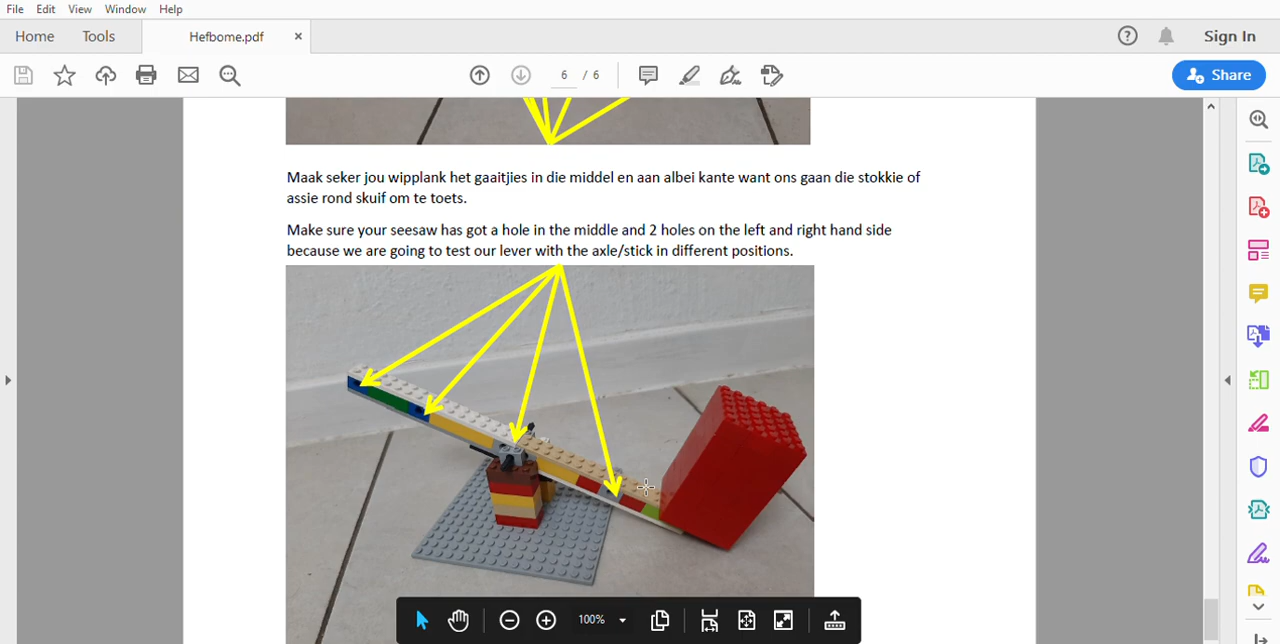 File Edit View Window Help
Home Tools Hefbome.pdf × Sign In
6 / 6 Share
Maak seker jou wipplank het gaaitjies in die middel en aan albei kante want ons gaan die stokkie of
assie rond skuif om te toets.
Make sure your seesaw has got a hole in the middle and 2 holes on the left and right hand side
because we are going to test our lever with the axle/stick in different positions.
100%